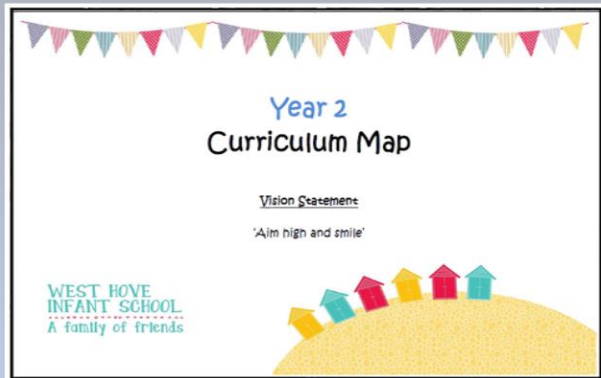 Year 2
Curriculum Map
Vision Statement
'Aim high and smile'
WEST HOVE
INFANT SCHOOL
A family of friends